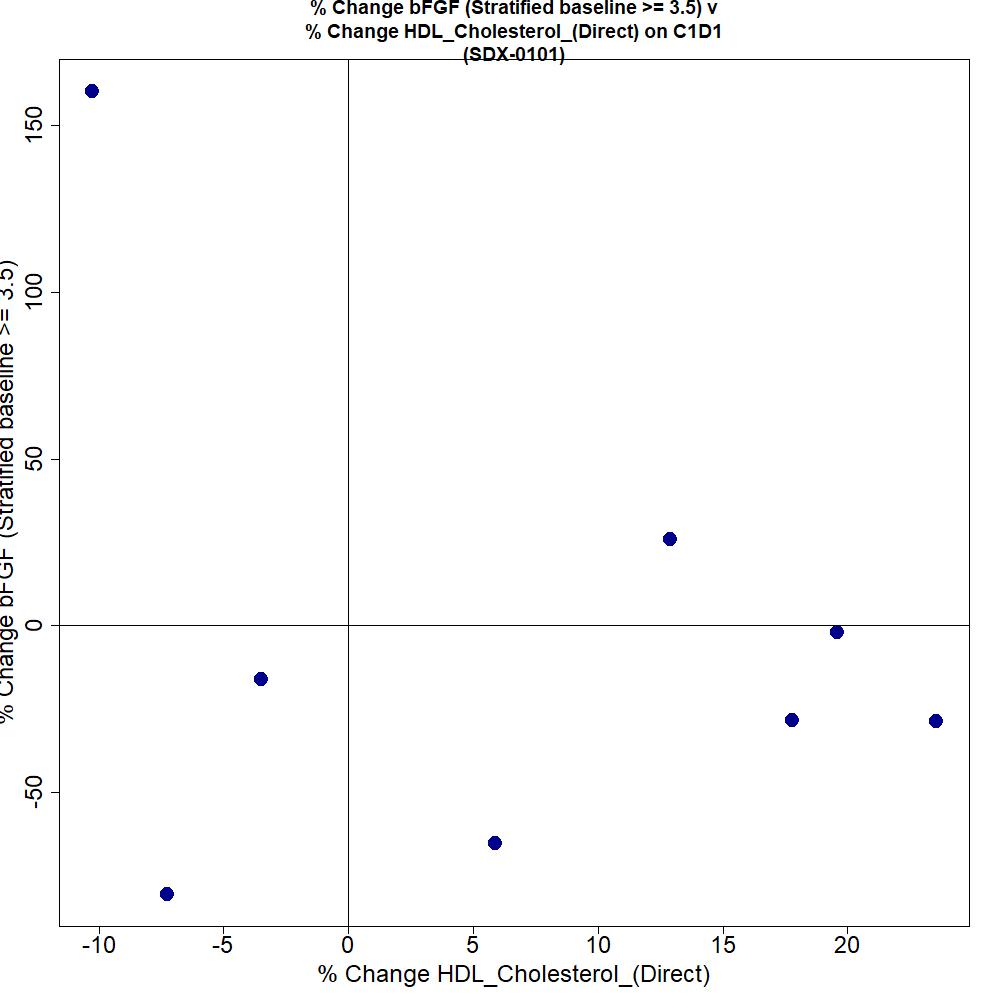 % Change bFGF (Stratified baseline >= 3.5) v
% Change HDL_Cholesterol_(Direct) on C1D1
(SDX-0101)
% Change bFGF (Stratified baseline >= 3.5)
150
100
50
0
-50
-10 -5 0 5 10 15 20
% Change HDL_Cholesterol_(Direct)